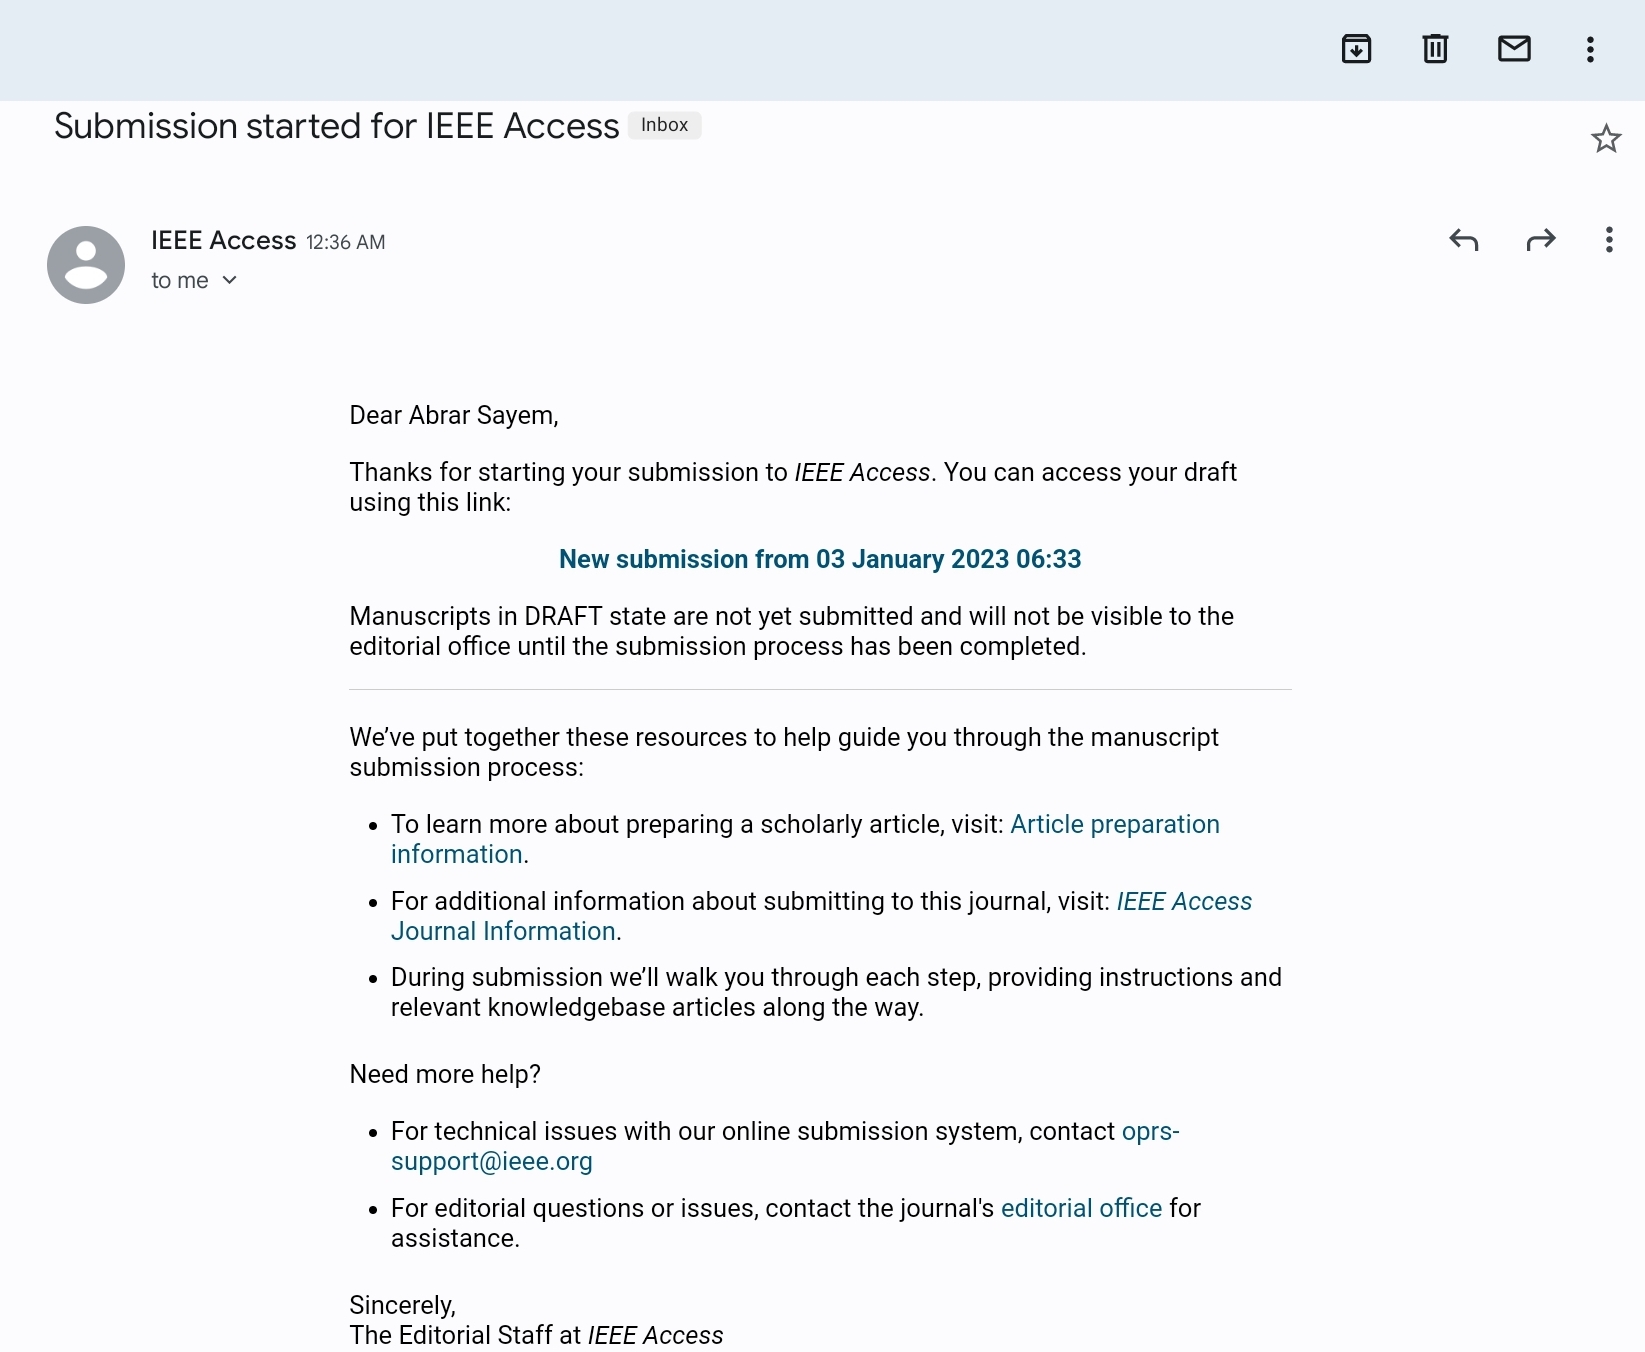 Submission started for IEEE Access Inbox
IEEE Access 12:36 AM
to me
Dear Abrar Sayem,
Thanks for starting your submission to IEEE Access. You can access your draft
using this link:
New submission from 03 January 2023 06:33
Manuscripts in DRAFT state are not yet submitted and will not be visible to the
editorial office until the submission process has been completed.
We’ve put together these resources to help guide you through the manuscript
submission process:
• To learn more about preparing a scholarly article, visit: Article preparation
information.
• For additional information about submitting to this journal, visit: IEEE Access
Journal Information.
• During submission we’ll walk you through each step, providing instructions and
relevant knowledgebase articles along the way.
Need more help?
• For technical issues with our online submission system, contact oprs-
support@ieee.org
• For editorial questions or issues, contact the journal's editorial office for
assistance.
Sincerely,
The Editorial Staff at IEEE Access